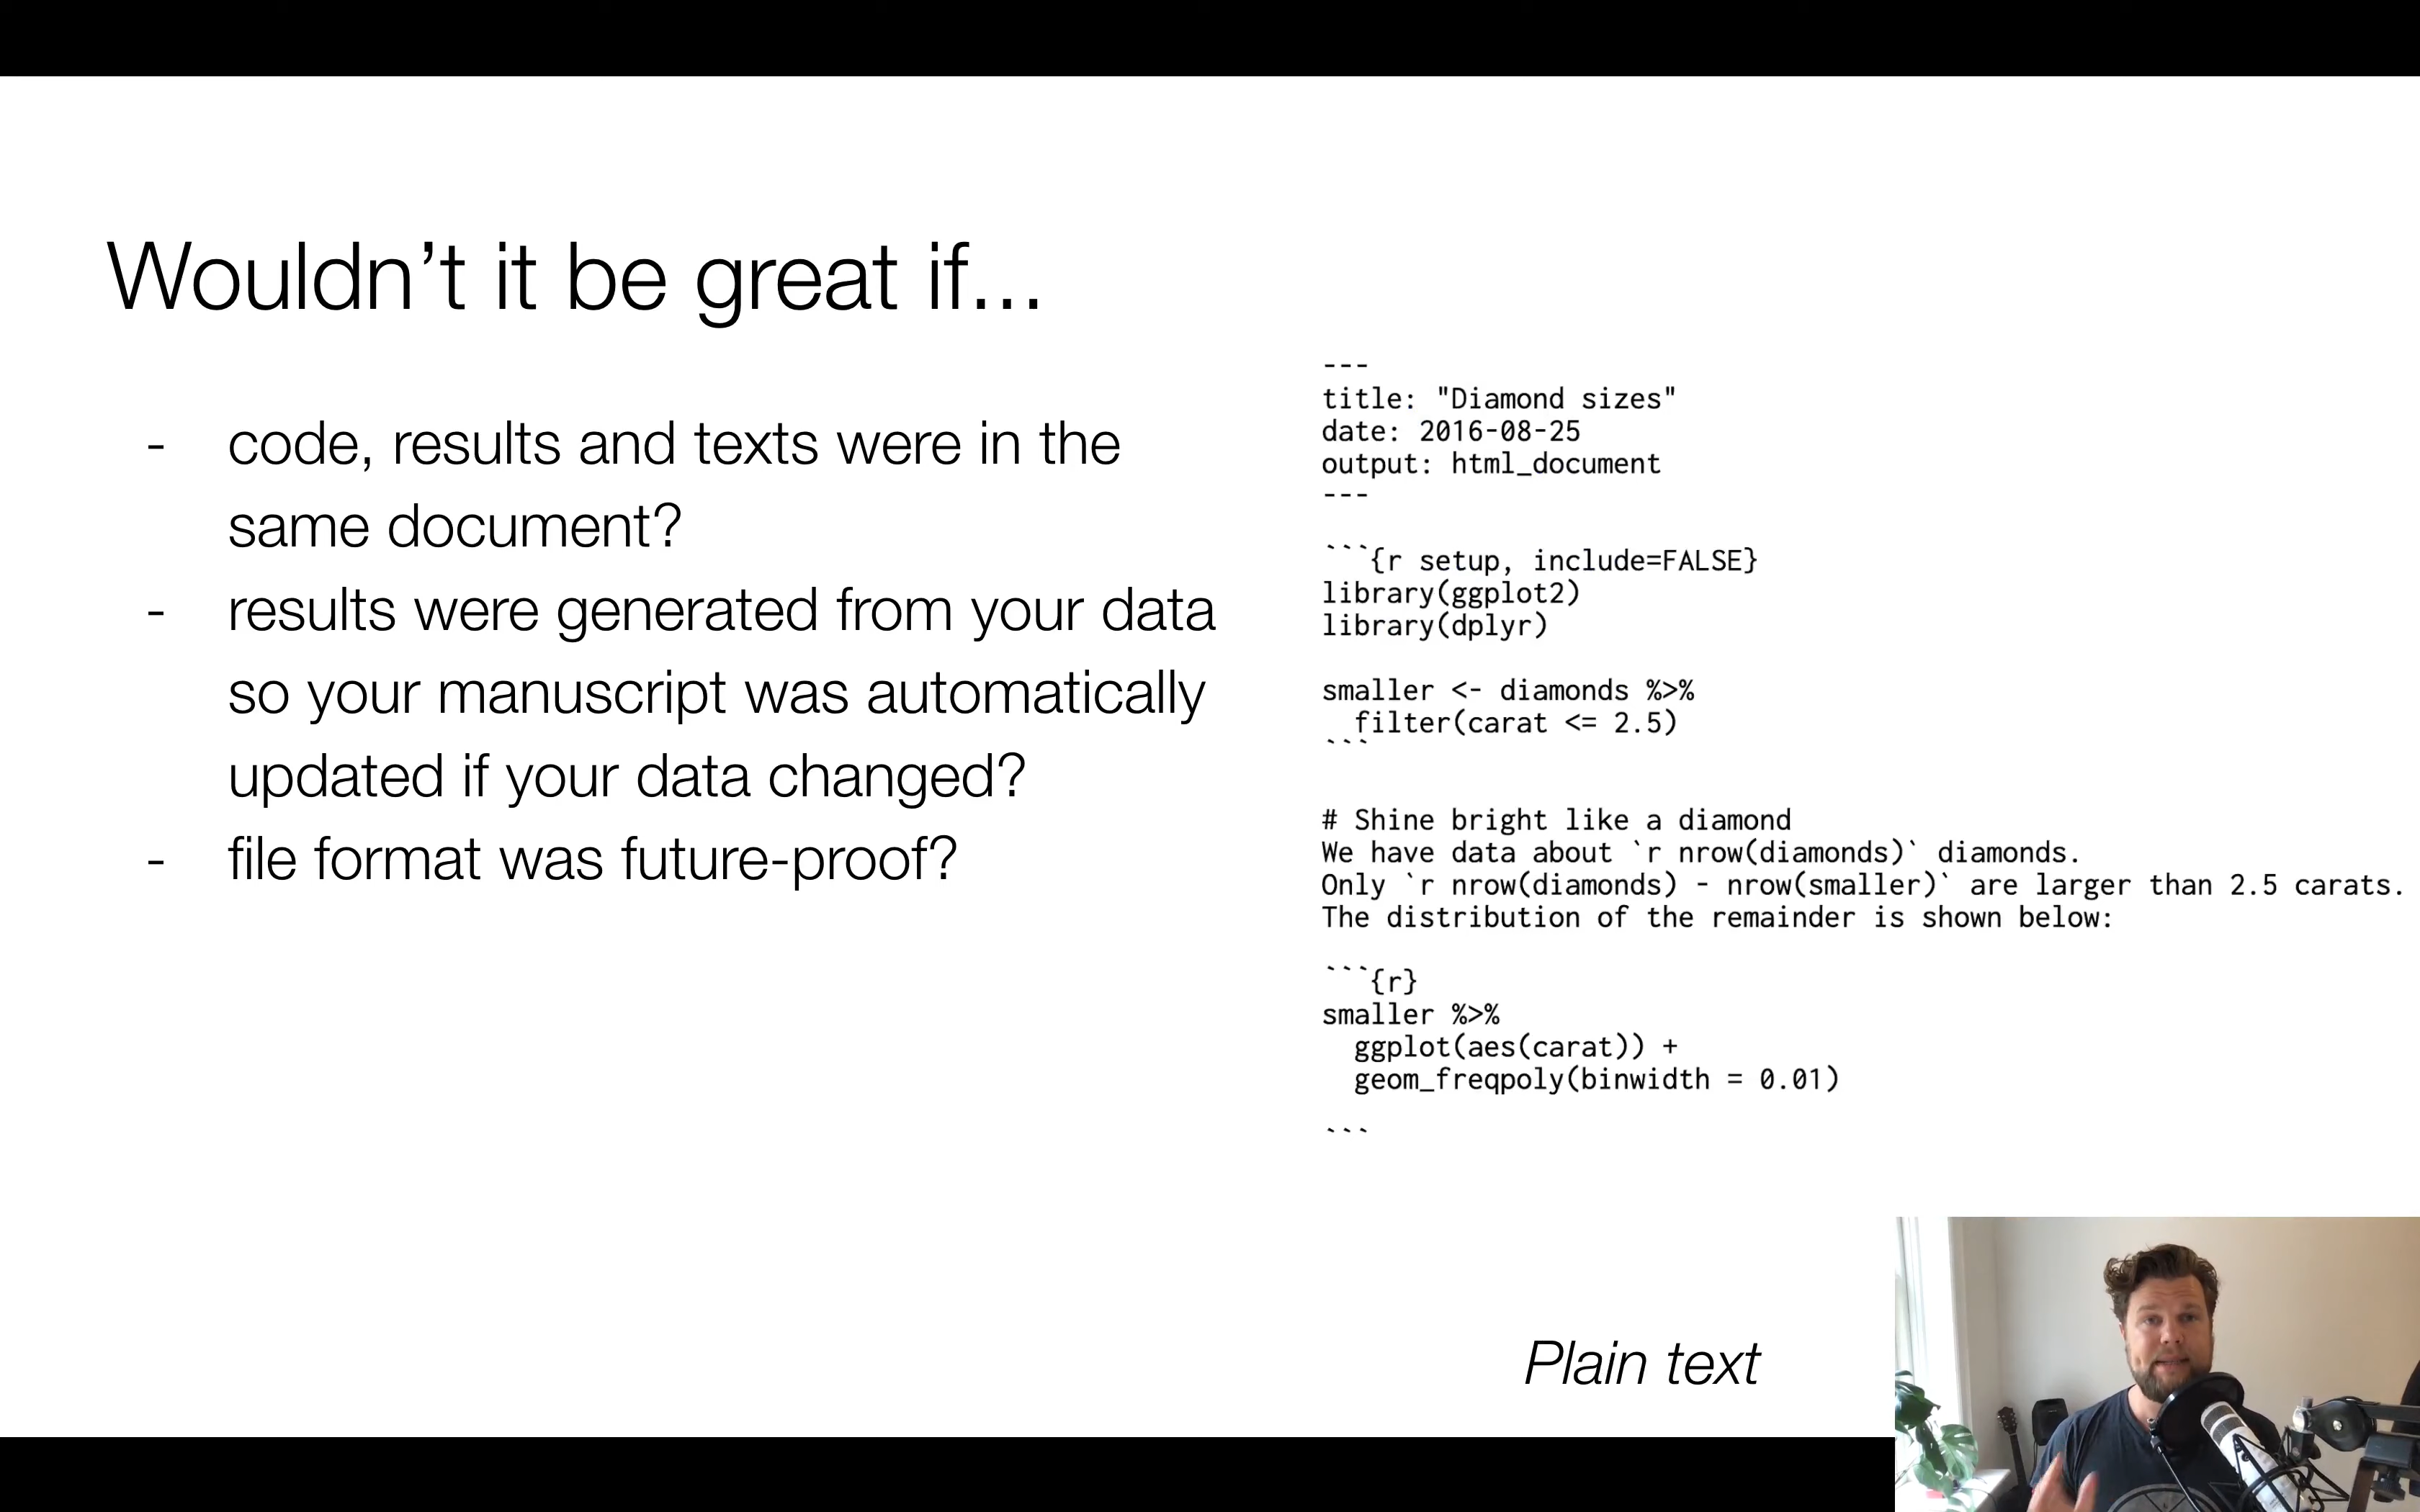 Wouldn’t it be great if...
- code, results and texts were in the
same document?
- results were generated from your data
so your manuscript was automatically
updated if your data changed?
- file format was future-proof?
---
title: "Diamond sizes"
date: 2016-08-25
output: html_document
---
```{r setup, include=FALSE}
library(ggplot2)
library(dplyr)
smaller <- diamonds %>%
  filter(carat <= 2.5)
```
# Shine bright like a diamond
We have data about `r nrow(diamonds)` diamonds.
Only `r nrow(diamonds) - nrow(smaller)` are larger than 2.5 carats.
The distribution of the remainder is shown below:
```{r}
smaller %>%
  ggplot(aes(carat)) +
  geom_freqpoly(binwidth = 0.01)
```
Plain text